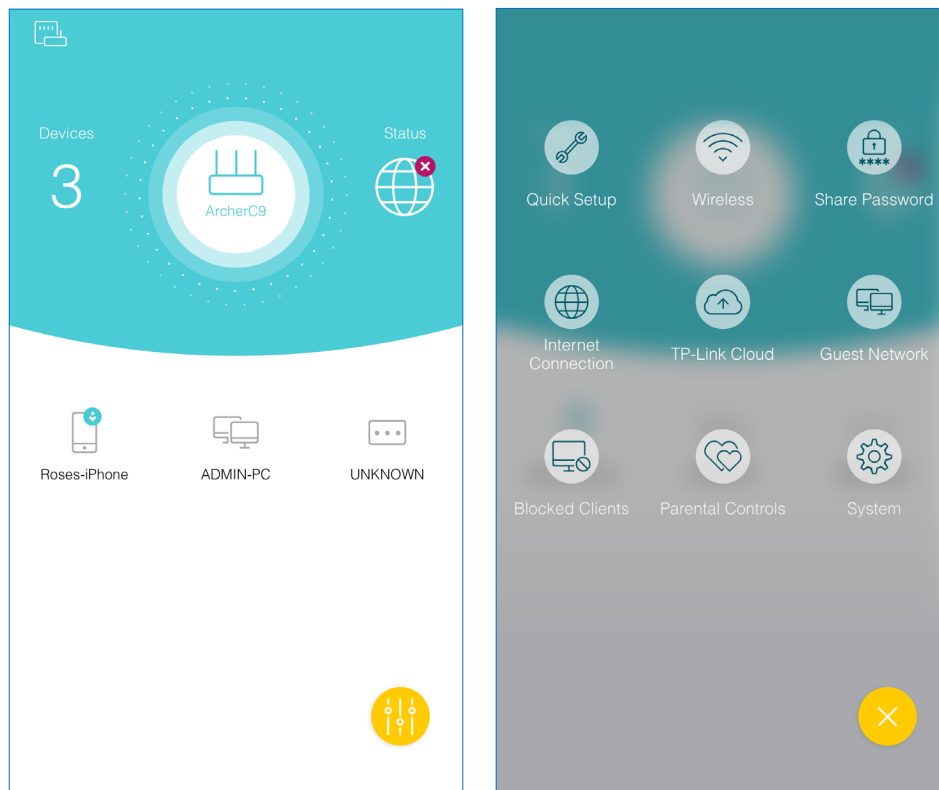 Devices
3
Status
ArcherC9
Roses-iPhone
ADMIN-PC
UNKNOWN
Quick Setup
Wireless
****
Share Password
Internet
Connection
TP-Link Cloud
Guest Network
Blocked Clients
Parental Controls
System